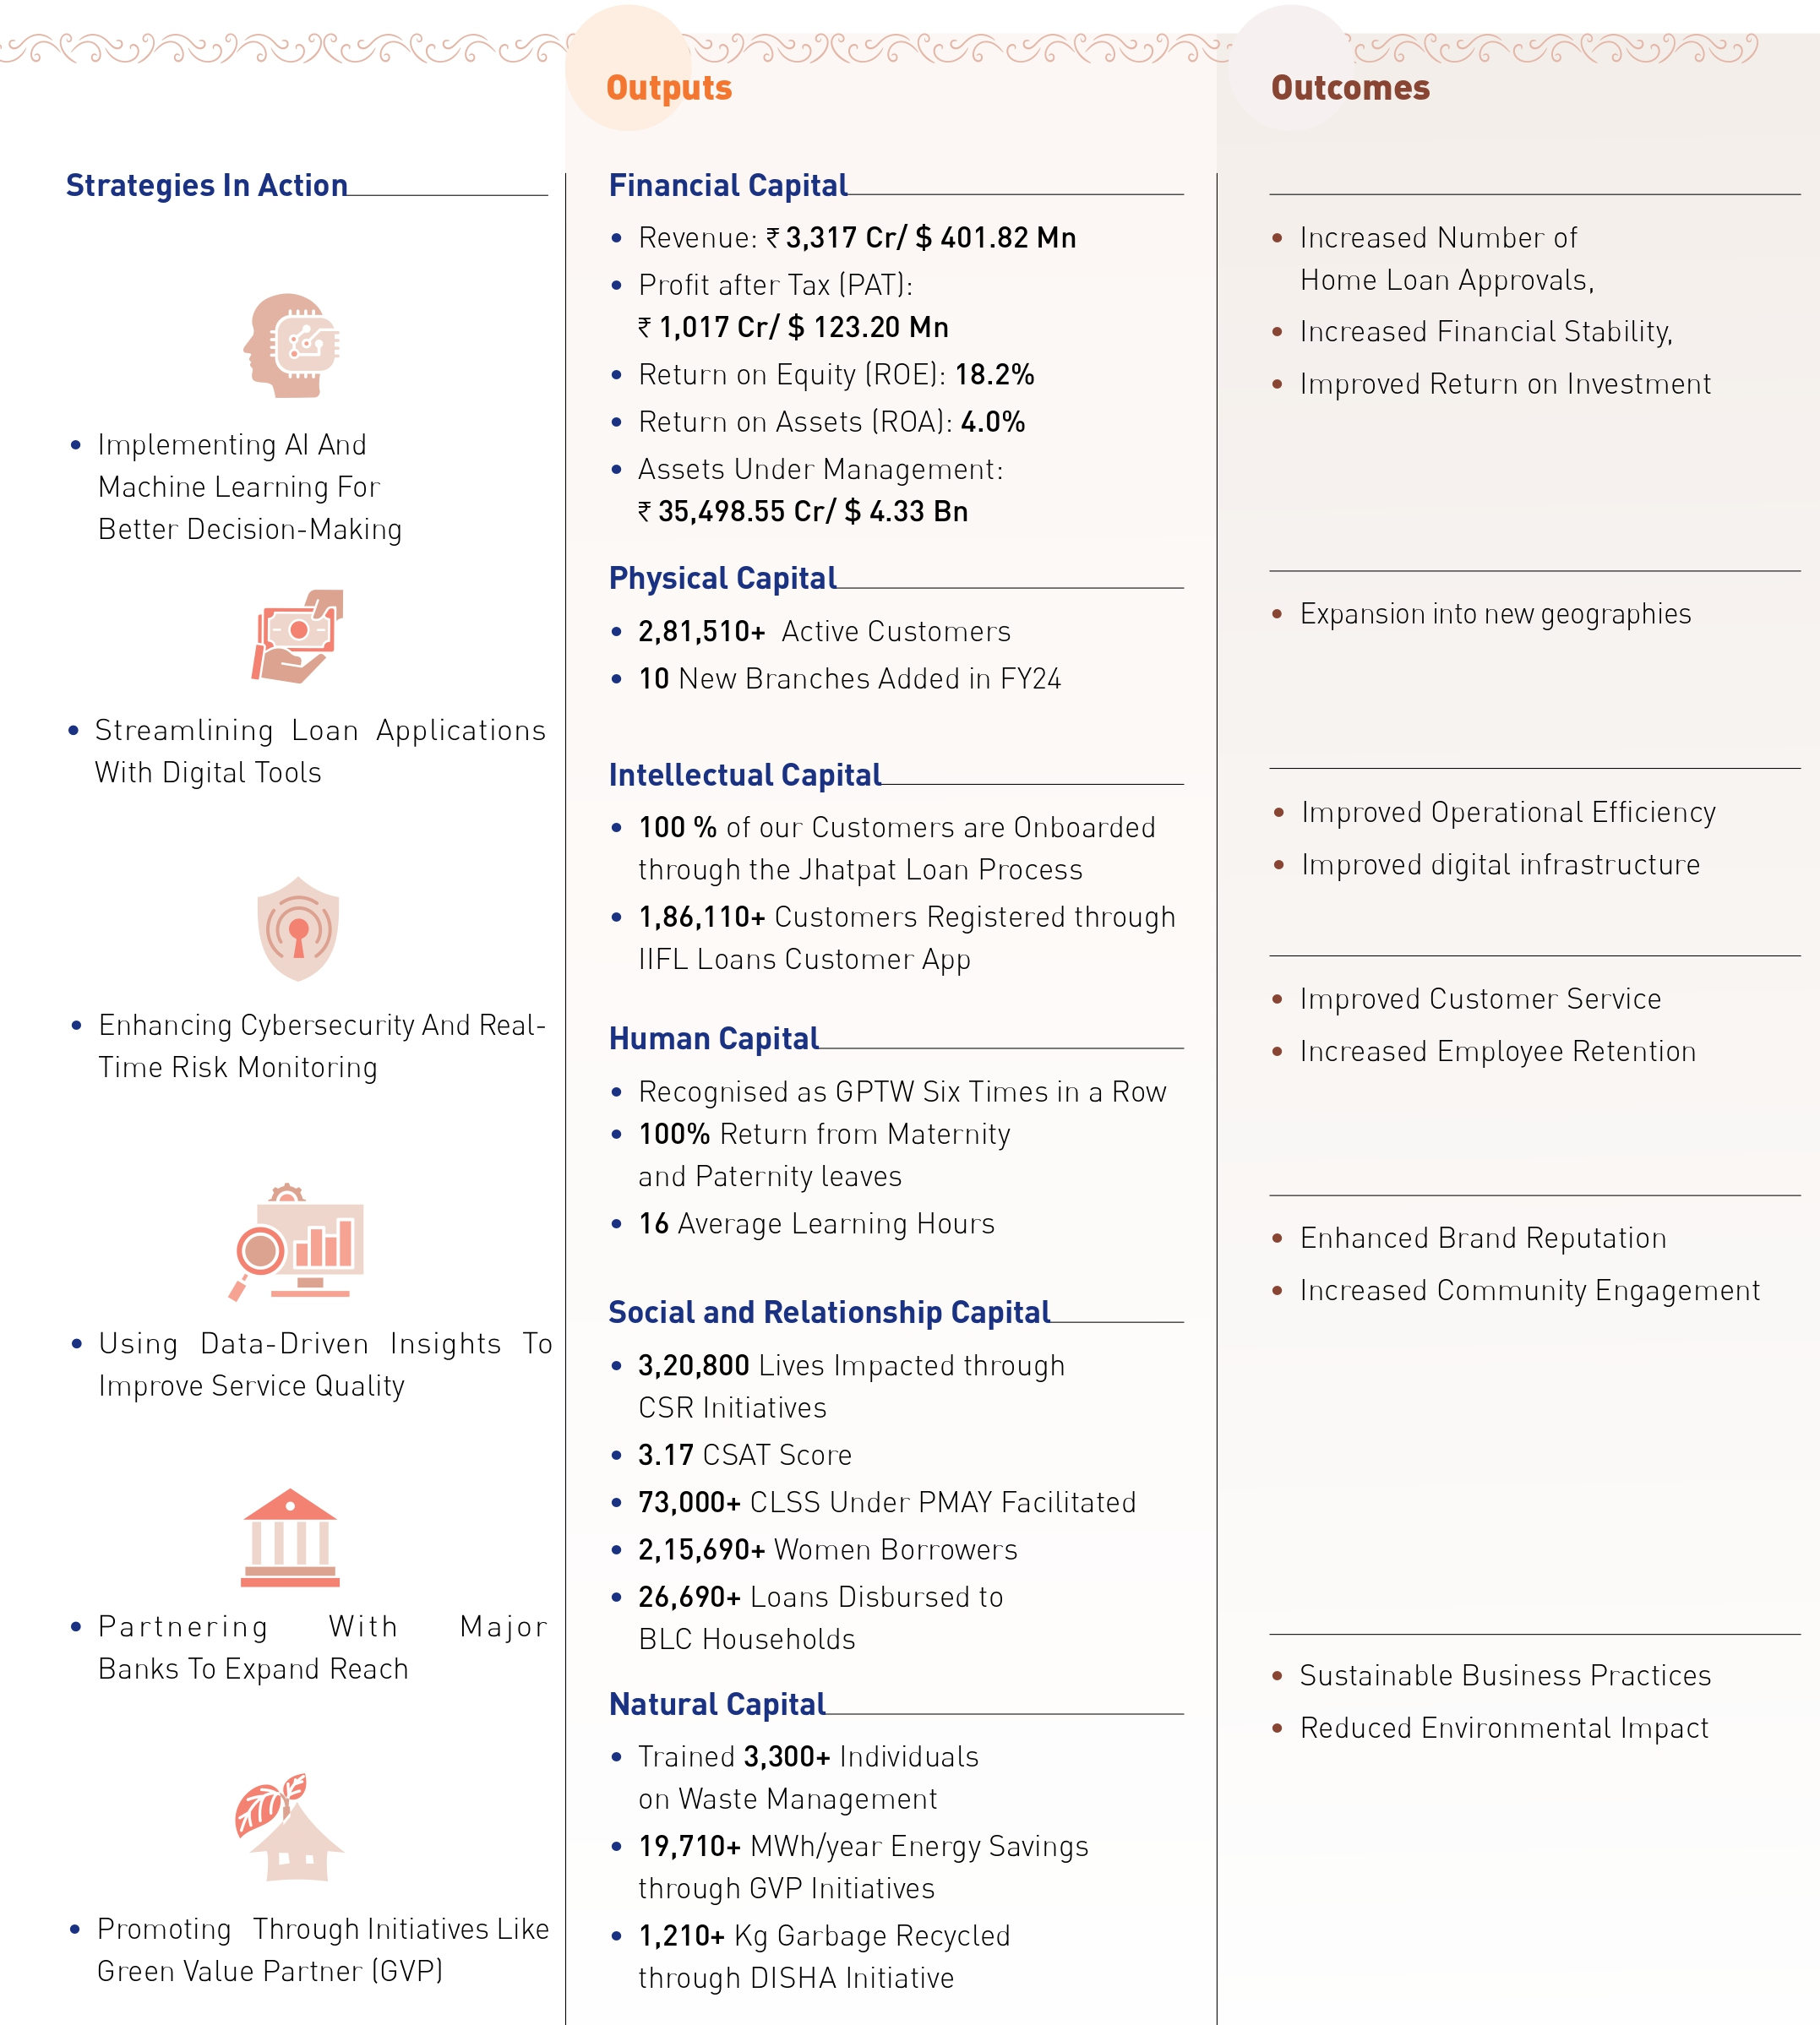 Outputs
Outcomes
Strategies In Action
• Implementing AI And
Machine Learning For
Better Decision-Making
• Streamlining Loan Applications
With Digital Tools
• Enhancing Cybersecurity And Real-
Time Risk Monitoring
• Using Data-Driven Insights To
Improve Service Quality
• Partnering With Major
Banks To Expand Reach
• Promoting Through Initiatives Like
Green Value Partner (GVP)
Financial Capital
• Revenue: ₹ 3,317 Cr/ $ 401.82 Mn
• Profit after Tax (PAT):
₹ 1,017 Cr/ $ 123.20 Mn
• Return on Equity (ROE): 18.2%
• Return on Assets (ROA): 4.0%
• Assets Under Management:
₹ 35,498.55 Cr/ $ 4.33 Bn
Physical Capital
• 2,81,510+ Active Customers
• 10 New Branches Added in FY24
Intellectual Capital
• 100 % of our Customers are Onboarded
through the Jhatpat Loan Process
• 1,86,110+ Customers Registered through
IIFL Loans Customer App
Human Capital
• Recognised as GPTW Six Times in a Row
• 100% Return from Maternity
and Paternity leaves
• 16 Average Learning Hours
Social and Relationship Capital
• 3,20,800 Lives Impacted through
CSR Initiatives
• 3.17 CSAT Score
• 73,000+ CLSS Under PMAY Facilitated
• 2,15,690+ Women Borrowers
• 26,690+ Loans Disbursed to
BLC Households
Natural Capital
• Trained 3,300+ Individuals
on Waste Management
• 19,710+ MWh/year Energy Savings
through GVP Initiatives
• 1,210+ Kg Garbage Recycled
through DISHA Initiative
• Increased Number of
Home Loan Approvals,
• Increased Financial Stability,
• Improved Return on Investment
• Expansion into new geographies
• Improved Operational Efficiency
• Improved digital infrastructure
• Improved Customer Service
• Increased Employee Retention
• Enhanced Brand Reputation
• Increased Community Engagement
• Sustainable Business Practices
• Reduced Environmental Impact